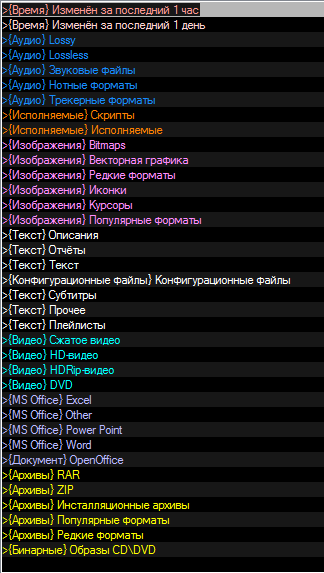 >{Время} Изменён за последний 1 час
>{Время} Изменён за последний 1 день
>{Аудио} Lossy
>{Аудио} Lossless
>{Аудио} Звуковые файлы
>{Аудио} Нотные форматы
>{Аудио} Трекерные форматы
>{Исполняемые} Скрипты
>{Исполняемые} Исполняемые
>{Изображения} Bitmaps
>{Изображения} Векторная графика
>{Изображения} Редкие форматы
>{Изображения} Иконки
>{Изображения} Курсоры
>{Изображения} Популярные форматы
>{Текст} Описания
>{Текст} Отчёты
>{Текст} Текст
>{Конфигурационные файлы} Конфигурационные файлы
>{Текст} Субтитры
>{Текст} Прочее
>{Текст} Плейлисты
>{Видео} Сжатое видео
>{Видео} HD-видео
>{Видео} HDRip-видео
>{Видео} DVD
>{MS Office} Excel
>{MS Office} Other
>{MS Office} Power Point
>{MS Office} Word
>{Документ} OpenOffice
>{Архивы} RAR
>{Архивы} ZIP
>{Архивы} Инсталляционные архивы
>{Архивы} Популярные форматы
>{Архивы} Редкие форматы
>{Бинарные} Образы CD\DVD